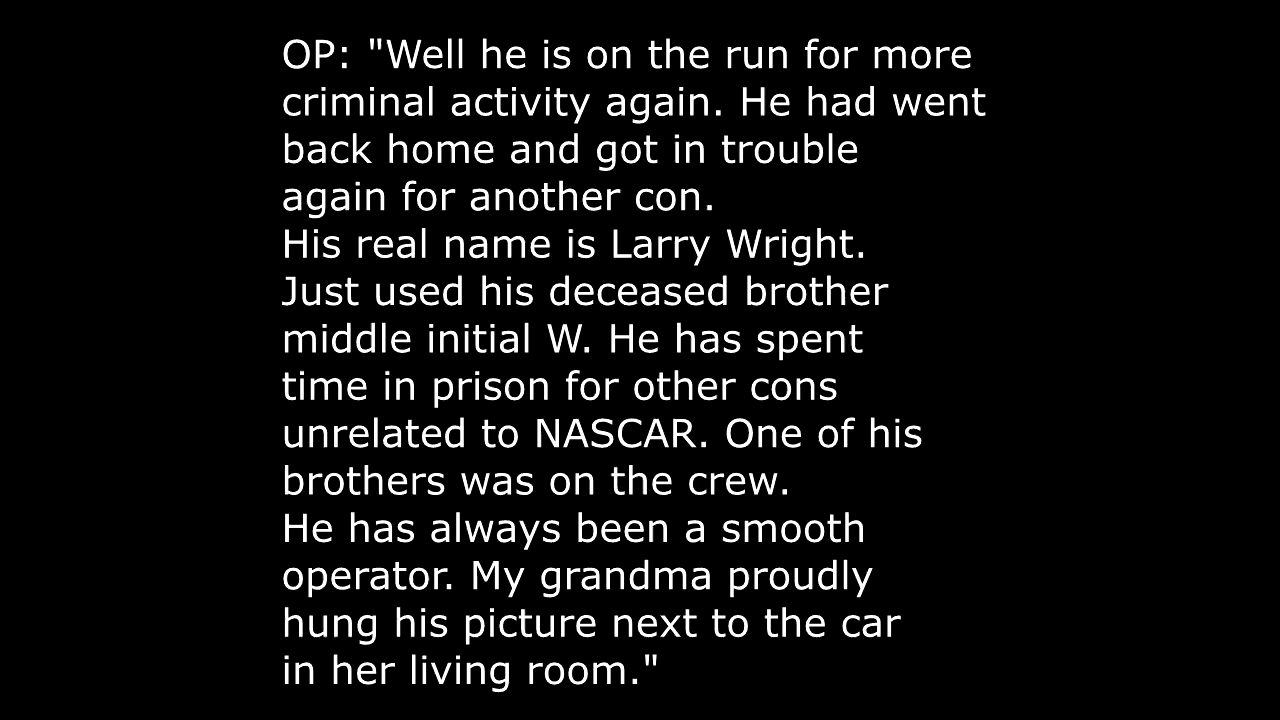 OP: "Well he is on the run for more
criminal activity again. He had went
back home and got in trouble
again for another con.
His real name is Larry Wright.
Just used his deceased brother
middle initial W. He has spent
time in prison for other cons
unrelated to NASCAR. One of his
brothers was on the crew.
He has always been a smooth
operator. My grandma proudly
hung his picture next to the car
in her living room."